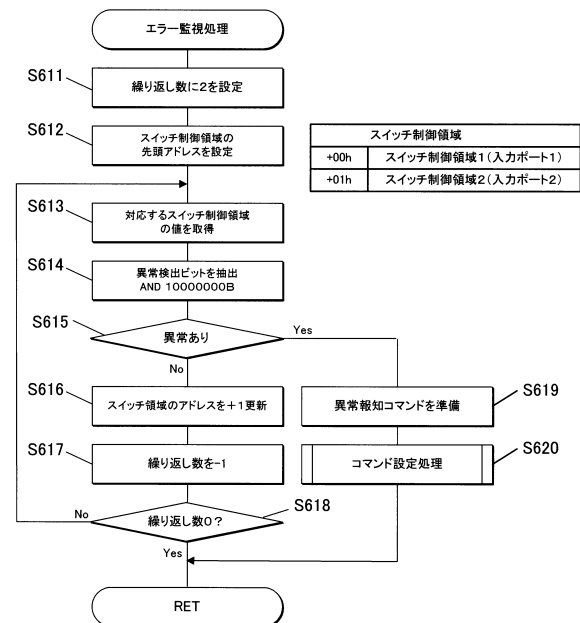 エラー監視処理
S611
繰り返し数に2を設定
S612
スイッチ制御領域の
先頭アドレスを設定
スイッチ制御領域
+00h スイッチ制御領域1(入力ポート1)
+01h スイッチ制御領域2(入力ポート2)
S613
対応するスイッチ制御領域
の値を取得
S614
異常検出ビットを抽出
AND 10000000B
S615
異常あり
Yes
No
S616
スイッチ領域のアドレスを+1更新
S617
繰り返し数を-1
S618
繰り返し数0?
No
Yes
S619
異常報知コマンドを準備
S620
コマンド設定処理
RET